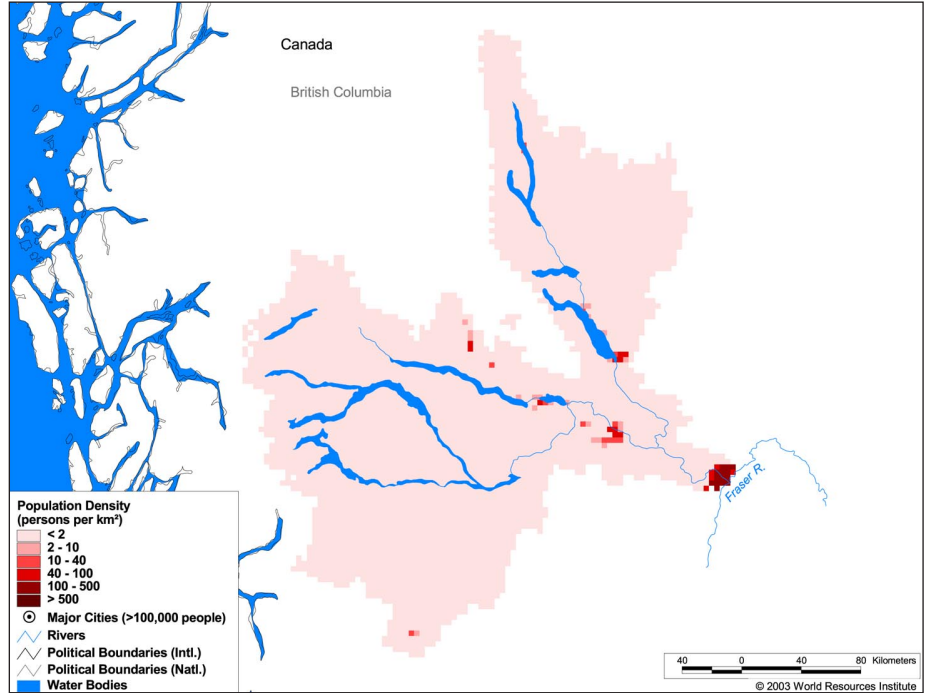 Canada
British Columbia
Fraser R.
Population Density
(persons per km²)
< 2
2 - 10
10 - 40
40 - 100
100 - 500
> 500
Major Cities (>100,000 people)
Rivers
Political Boundaries (Intl.)
Political Boundaries (Natl.)
Water Bodies
40 0 40 80 Kilometers
© 2003 World Resources Institute